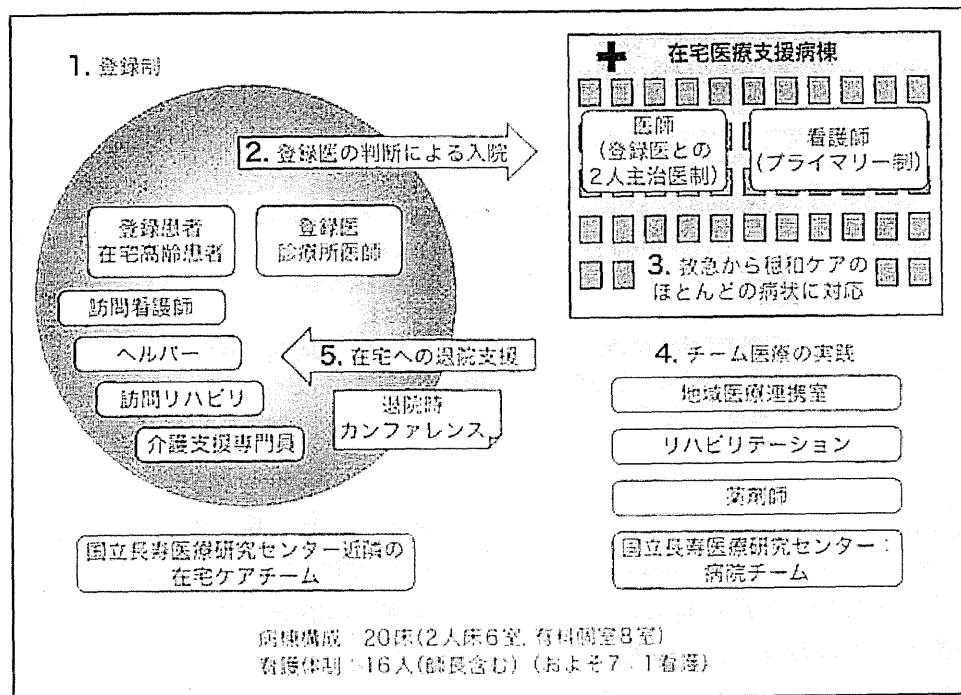 1. 登録制
在宅医療支援病棟
2. 登録医の判断による入院
医師
(登録医との
2人主治医制)
看護師
(プライマリー制)
登録患者
在宅高齢患者
登録医
診療所医師
3. 救急から緩和ケアの
ほとんどの病状に対応
訪問看護師
ヘルパー
訪問リハビリ
介護支援専門員
5. 在宅への退院支援
退院時
カンファレンス
4. チーム医療の実践
地域医療連携室
リハビリテーション
薬剤師
国立長寿医療研究センター近隣の
在宅ケアチーム
国立長寿医療研究センター:
病院チーム
病棟構成:20床(2人床6室, 有料個室8室)
看護体制:16人(師長含む)(およそ7:1看護)